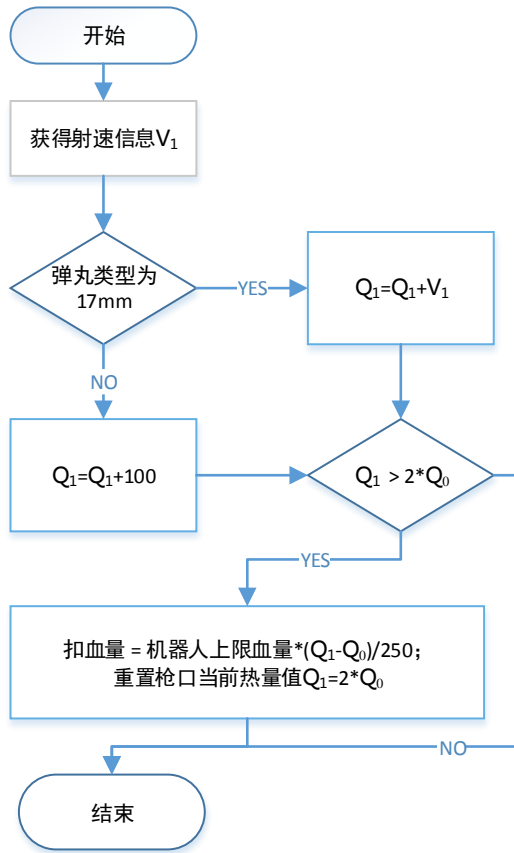 开始
获得射速信息V₁
弹丸类型为
17mm
YES
Q₁=Q₁+V₁
NO
Q₁=Q₁+100
Q₁ > 2*Q₀
YES
扣血量 = 机器人上限血量*(Q₁-Q₀)/250；
重置枪口当前热量值Q₁=2*Q₀
NO
结束